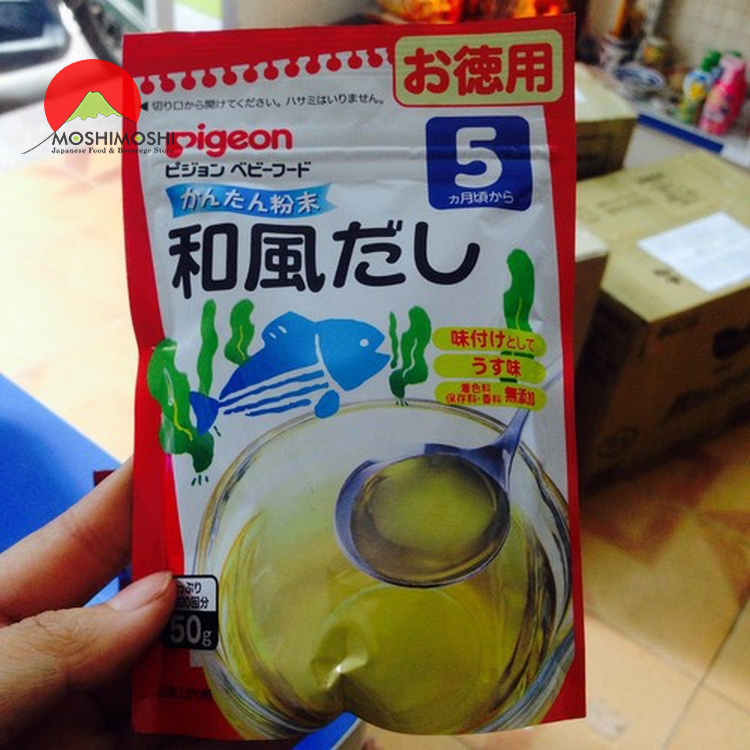 お徳用
◀切り口から開けてください。ハサミはいりません。
MOSHIMOSHI
Japanese Food & Beverege Store
pigeon
ピジョン ベビーフード
5
カ月頃から
かんたん粉末
和風だし
味付けとして
うす味
着色料
保存料・香料 無添加
50g